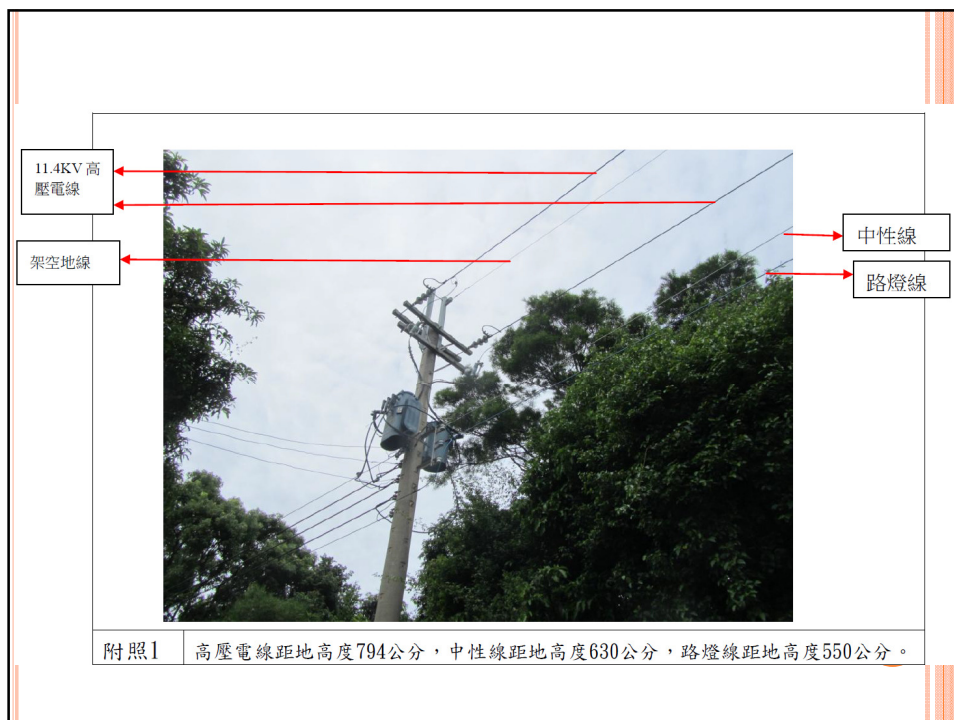 11.4KV 高
壓電線
架空地線
中性線
路燈線
附照1
高壓電線距地高度794公分，中性線距地高度630公分，路燈線距地高度550公分。